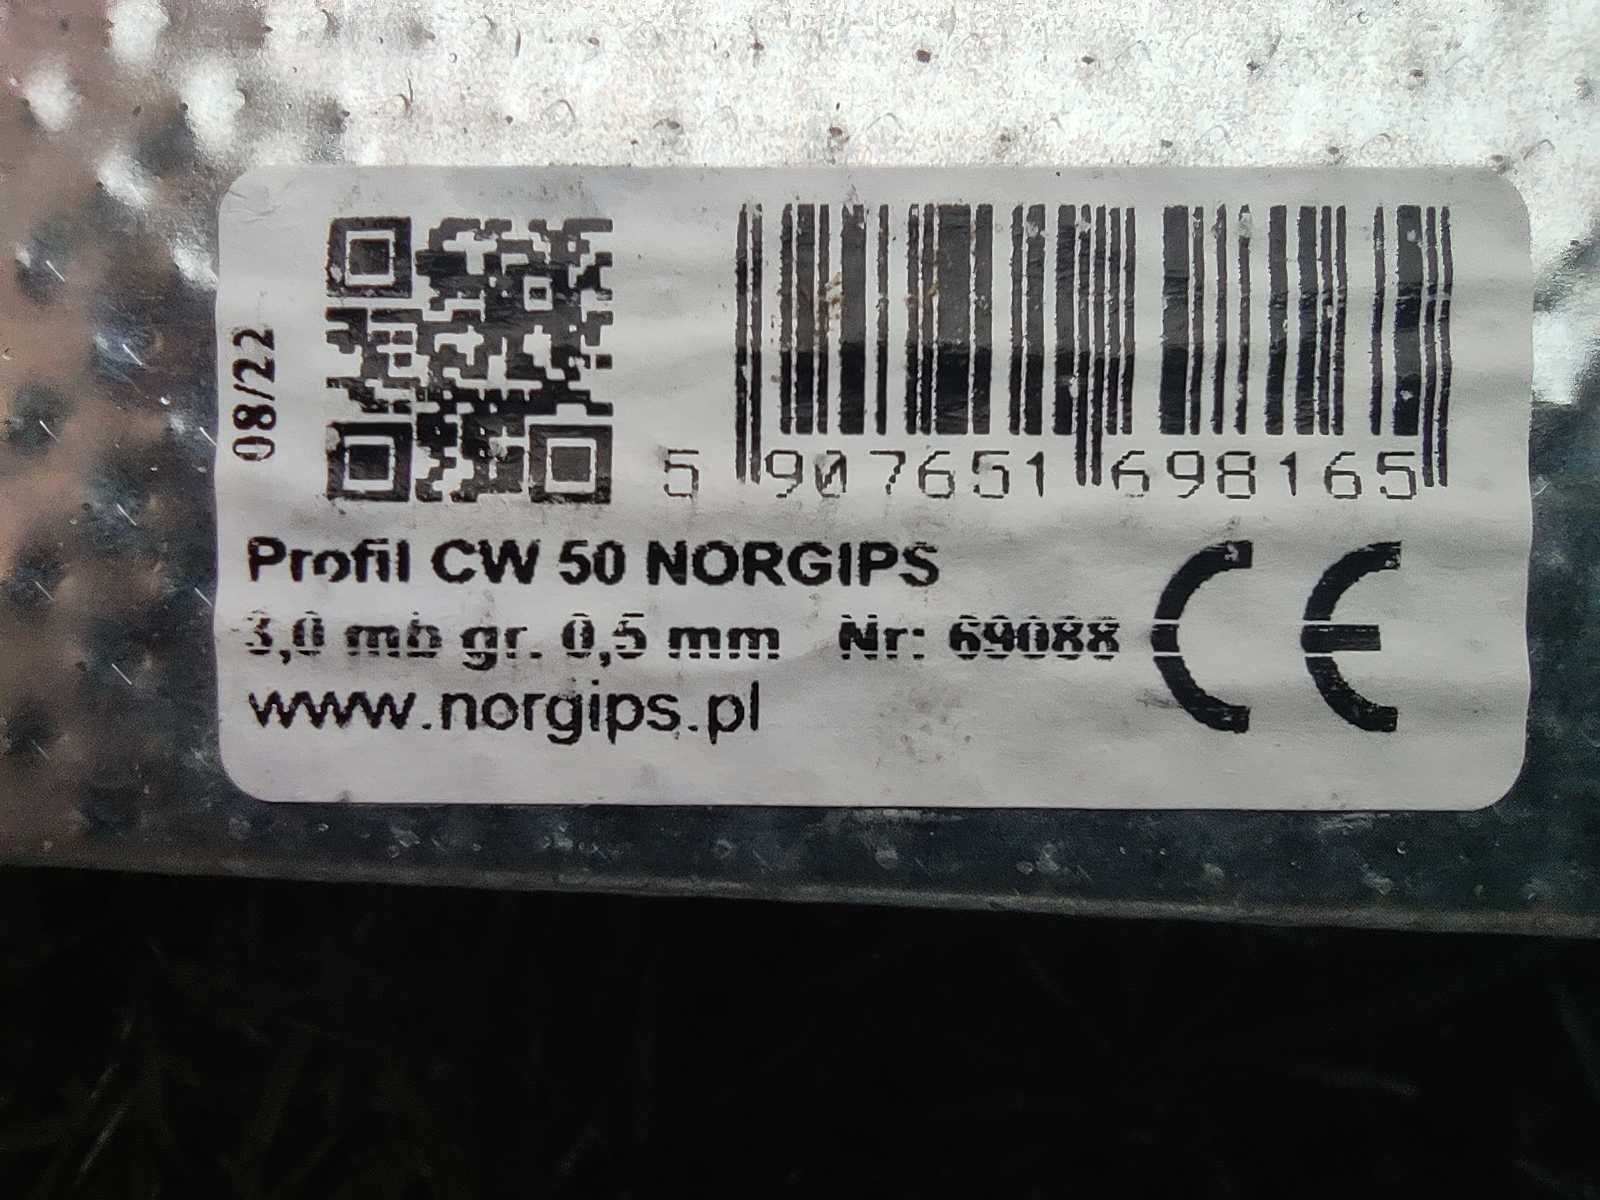 08/22
5 907651 698165
Profil CW 50 NORGIPS
3,0 mb gr. 0,5 mm Nr: 69088
www.norgips.pl
CE